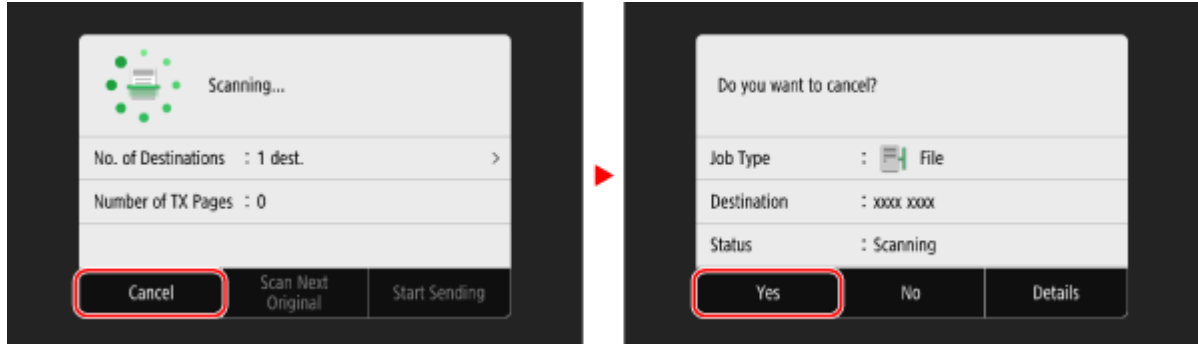 Scanning...
No. of Destinations : 1 dest. >
Number of TX Pages : 0
Cancel
Scan Next
Original
Start Sending
Do you want to cancel?
Job Type : File
Destination : xxxx xxxx
Status : Scanning
Yes
No
Details